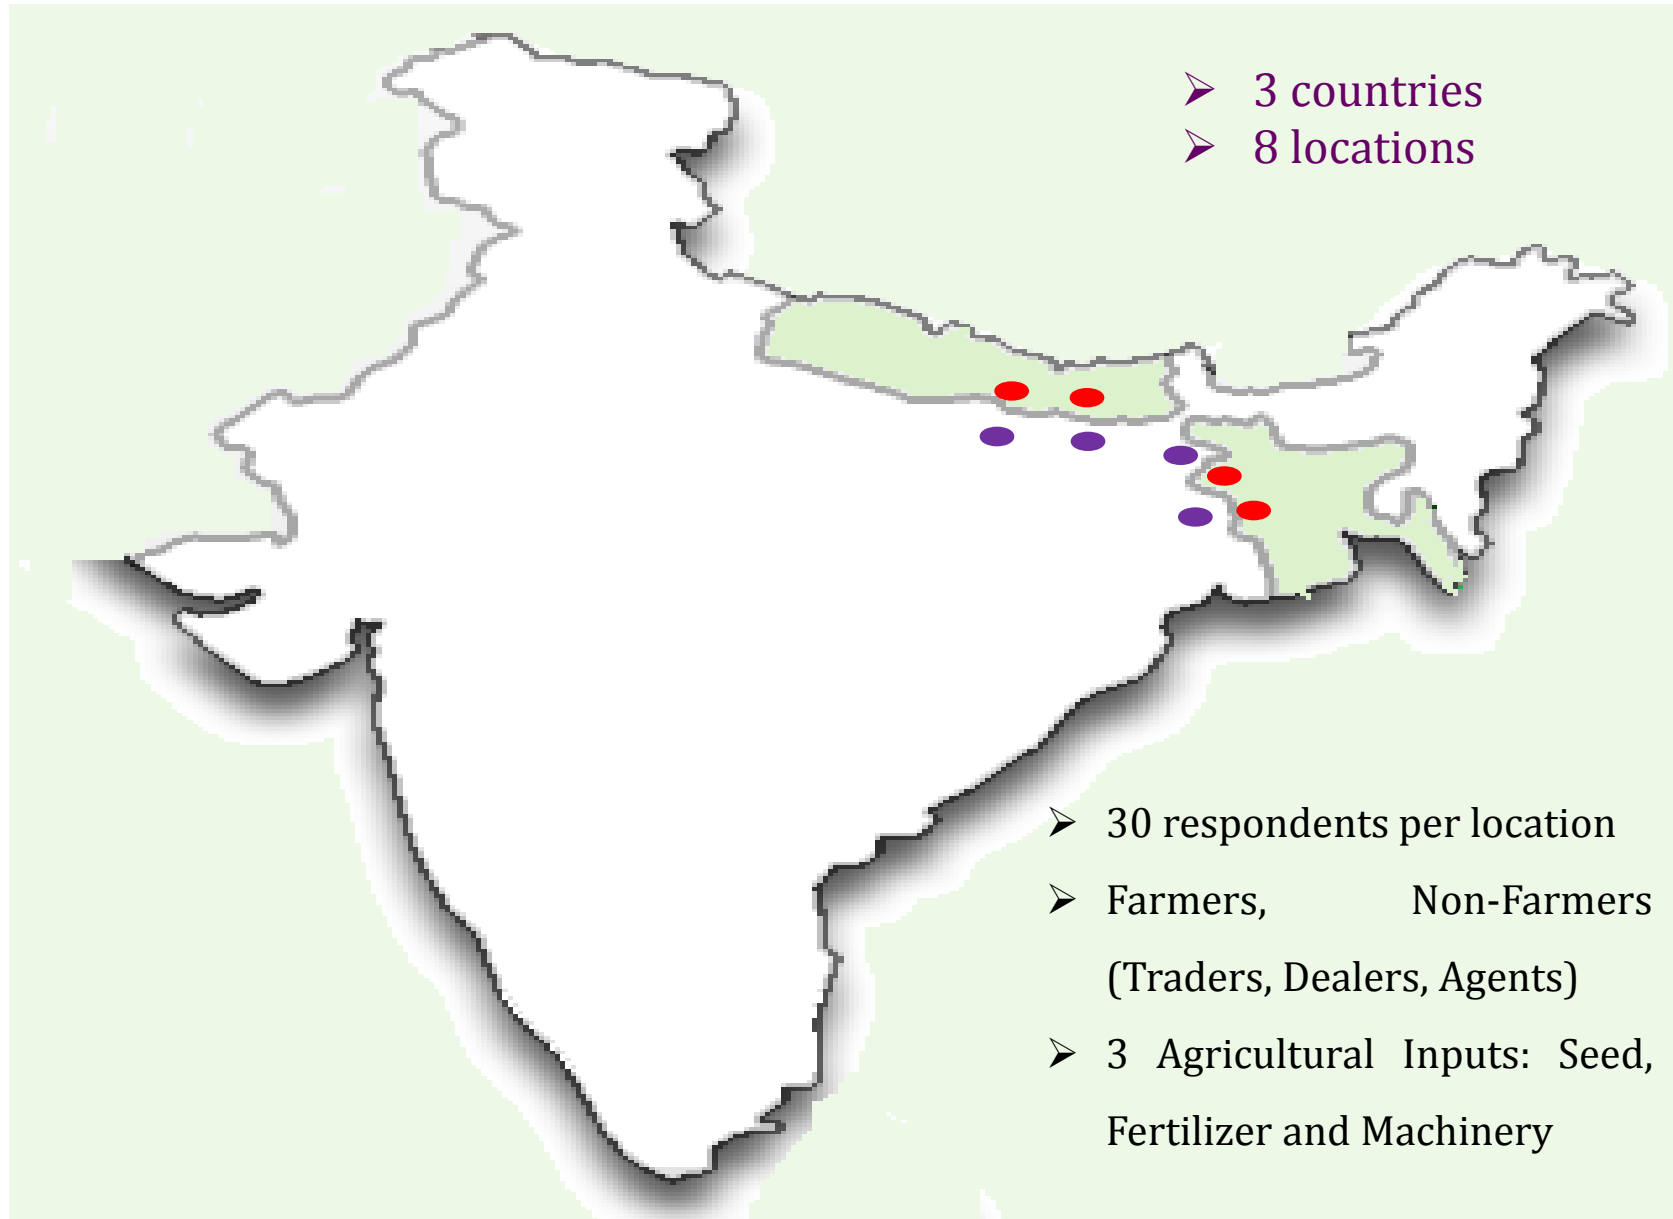 ➢ 3 countries
➢ 8 locations
➢ 30 respondents per location
➢ Farmers, Non-Farmers
(Traders, Dealers, Agents)
➢ 3 Agricultural Inputs: Seed,
Fertilizer and Machinery